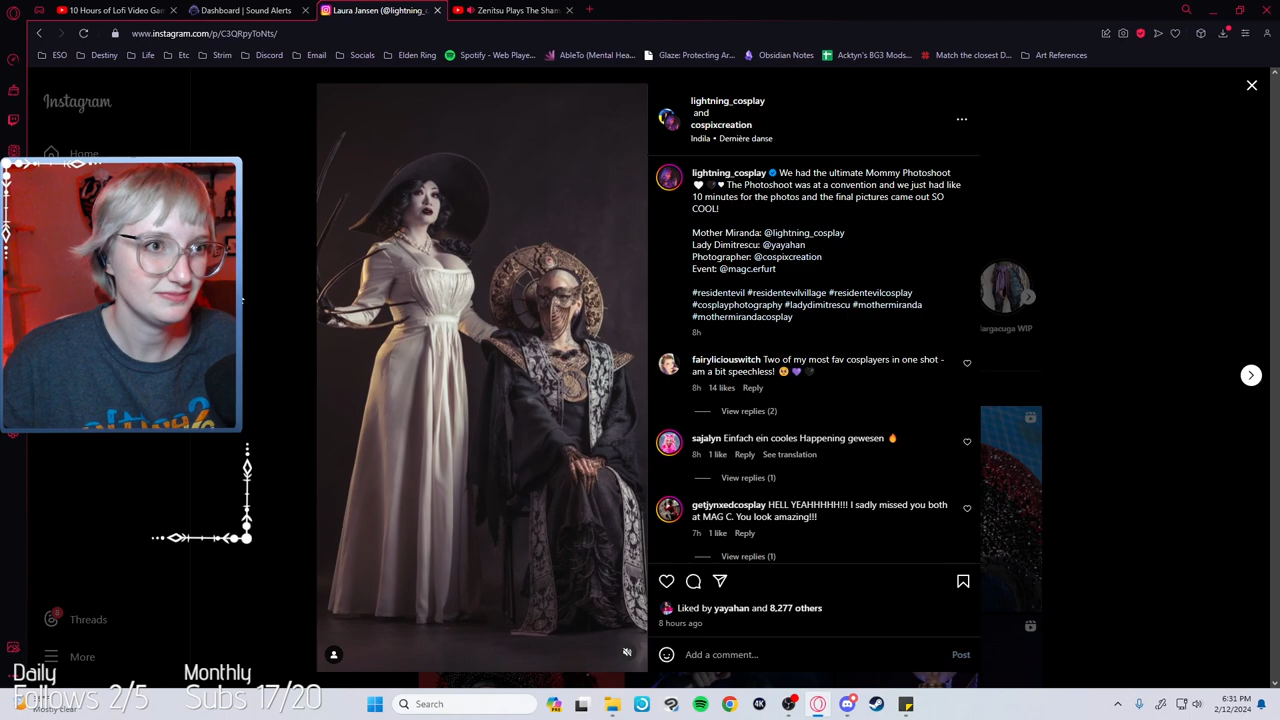 10 Hours of Lofi Video Gam
Dashboard | Sound Alerts
Laura Jansen (@lightning_c
Zenitsu Plays The Sham
www.instagram.com/p/C3QRpyToNts/
ESO
Destiny
Life
Etc
Strim
Discord
Email
Socials
Elden Ring
Spotify - Web Playe...
AbleTo (Mental Hea...
Glaze: Protecting Ar...
Obsidian Notes
Acktyn's BG3 Mods...
Match the closest D...
Art References
Instagram
Home
lightning_cosplay
and
cospixcreation
Indila • Dernière danse
lightning_cosplay We had the ultimate Mommy Photoshoot
🤍 🖤 ♥ The Photoshoot was at a convention and we just had like
10 minutes for the photos and the final pictures came out SO
COOL!
Mother Miranda: @lightning_cosplay
Lady Dimitrescu: @yayahan
Photographer: @cospixcreation
Event: @magc.erfurt
#residentevil #residentevilvillage #residentevilcosplay
#cosplayphotography #ladydimitrescu #mothermiranda
#mothermirandacosplay
8h
fairyliciouswitch Two of my most fav cosplayers in one shot -
am a bit speechless! 🥹 💜 🖤
8h 14 likes Reply
View replies (2)
sajalyn Einfach ein cooles Happening gewesen 🔥
8h 1 like Reply See translation
View replies (1)
getjynxedcosplay HELL YEAHHHHH!!! I sadly missed you both
at MAG C. You look amazing!!!
7h 1 like Reply
View replies (1)
Liked by yayahan and 8,277 others
8 hours ago
Add a comment...
Post
WIP
Threads
More
Daily
Follows 2/5
Monthly
Subs 17/20
Mostly clear
Search
4K
6:31 PM
2/12/2024